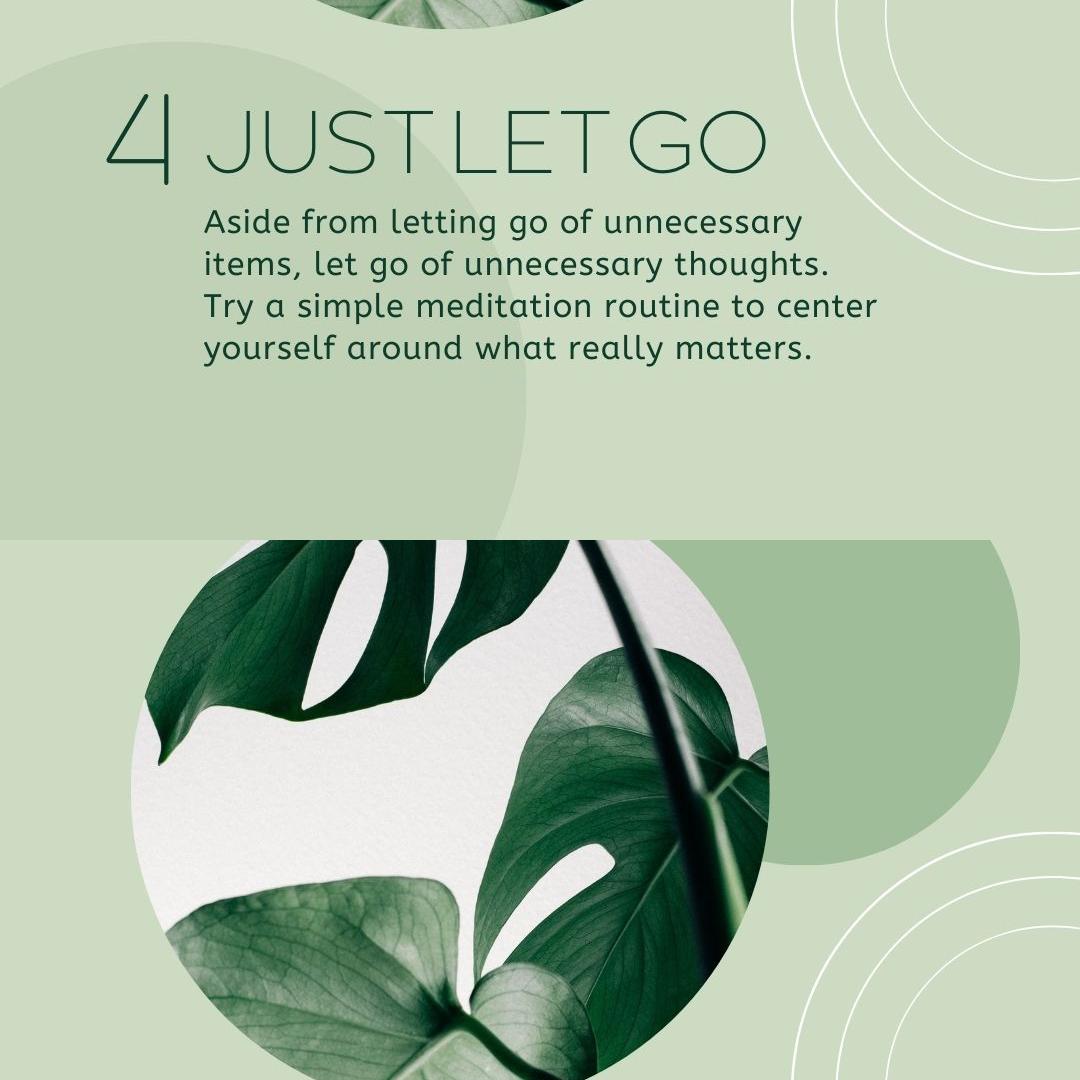 4 JUST LET GO
Aside from letting go of unnecessary
items, let go of unnecessary thoughts.
Try a simple meditation routine to center
yourself around what really matters.